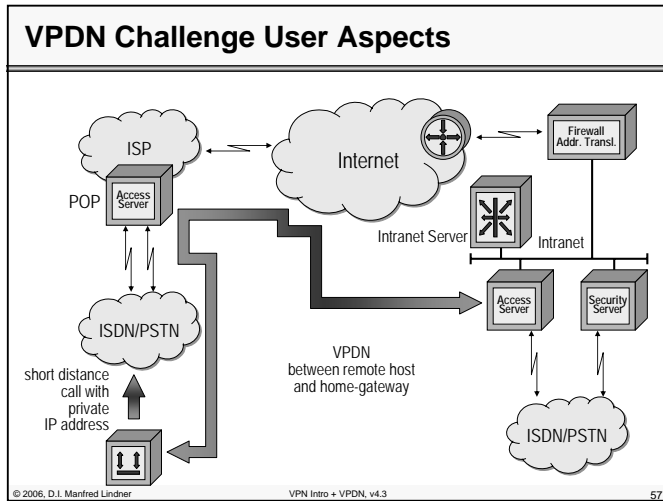 VPDN Challenge User Aspects
ISP
Internet
Firewall
Addr. Transl.
POP
Access
Server
Intranet Server
Intranet
Access
Server
Security
Server
ISDN/PSTN
VPDN
between remote host
and home-gateway
short distance
call with
private
IP address
ISDN/PSTN
© 2006, D.I. Manfred Lindner
VPN Intro + VPDN, v4.3
57